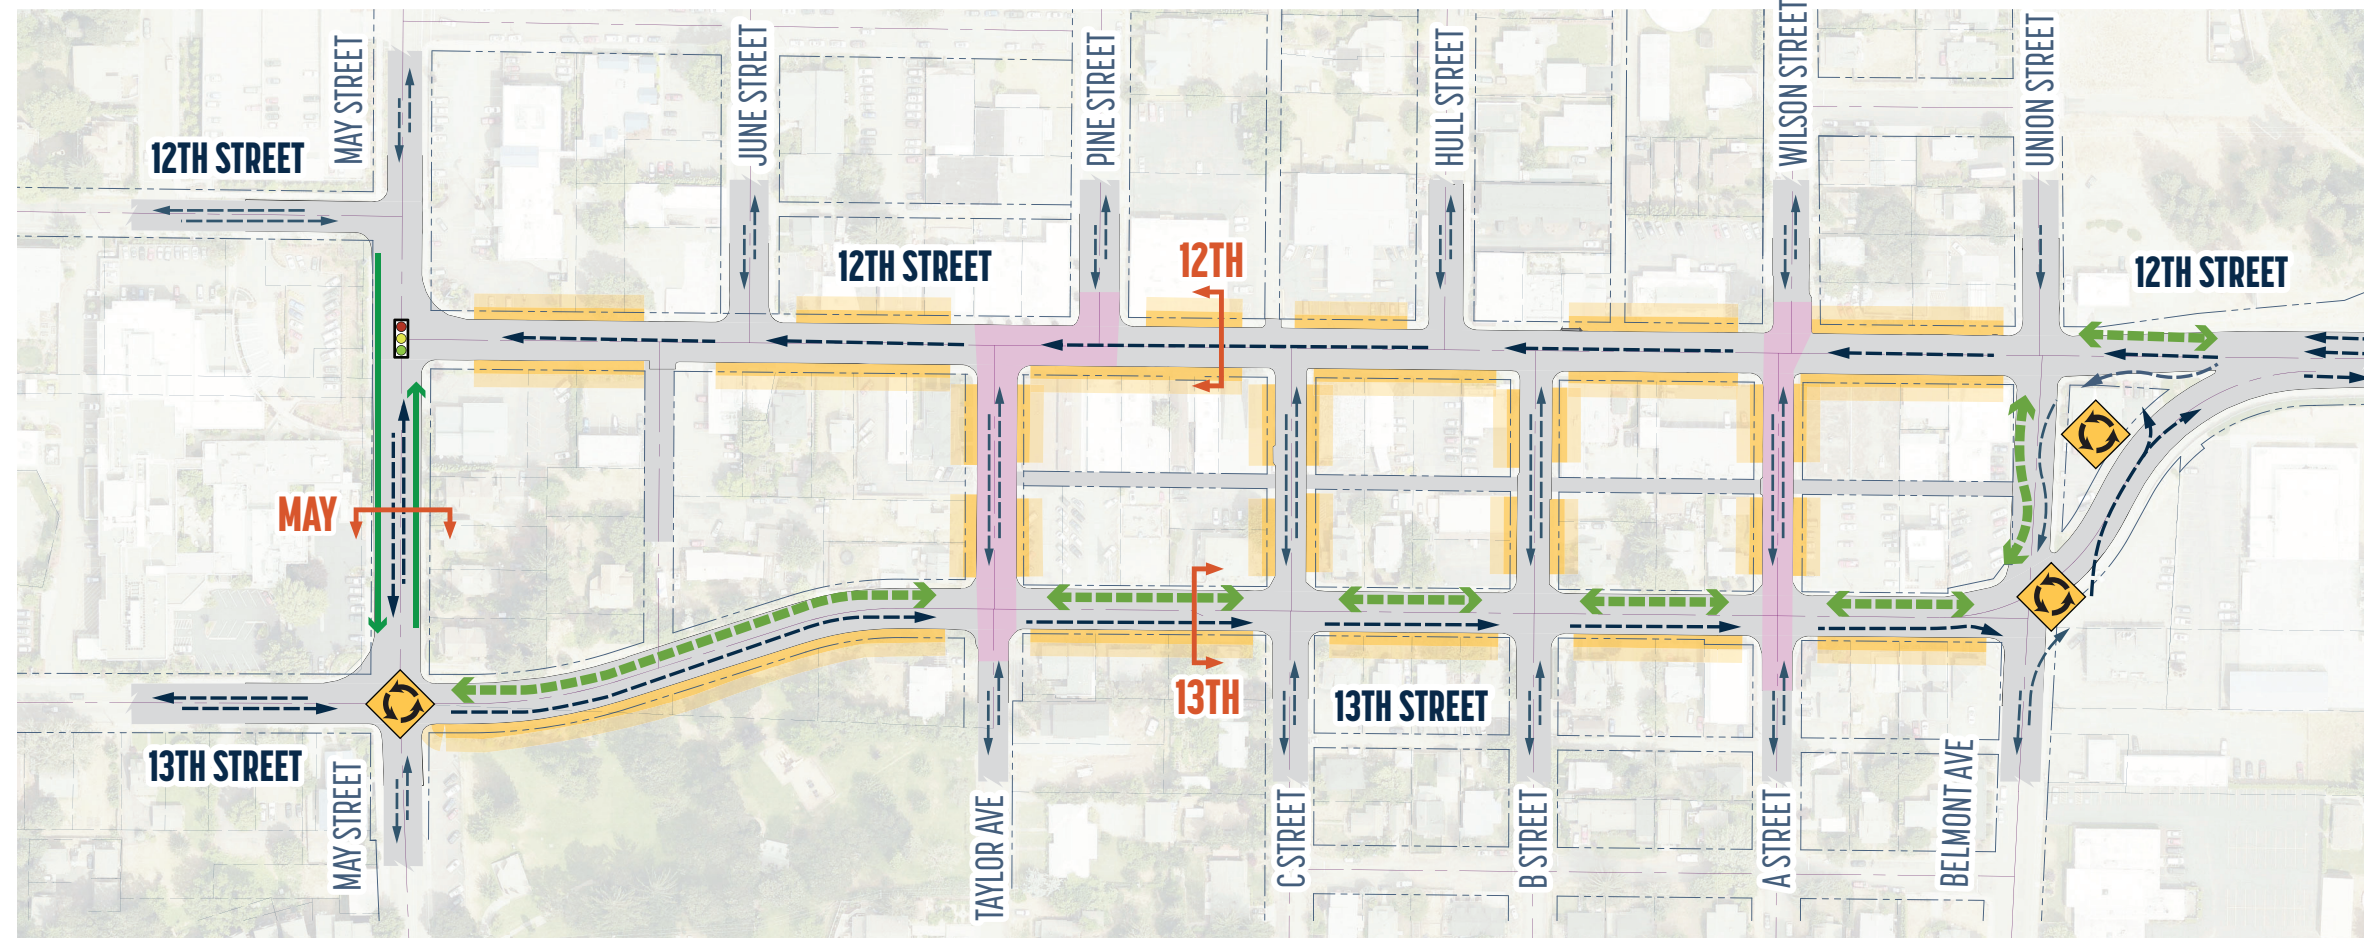 MAY STREET
JUNE STREET
PINE STREET
HULL STREET
WILSON STREET
UNION STREET
12TH STREET
12TH STREET
12TH
12TH STREET
MAY
13TH
13TH STREET
13TH STREET
MAY STREET
TAYLOR AVE
C STREET
B STREET
A STREET
BELMONT AVE